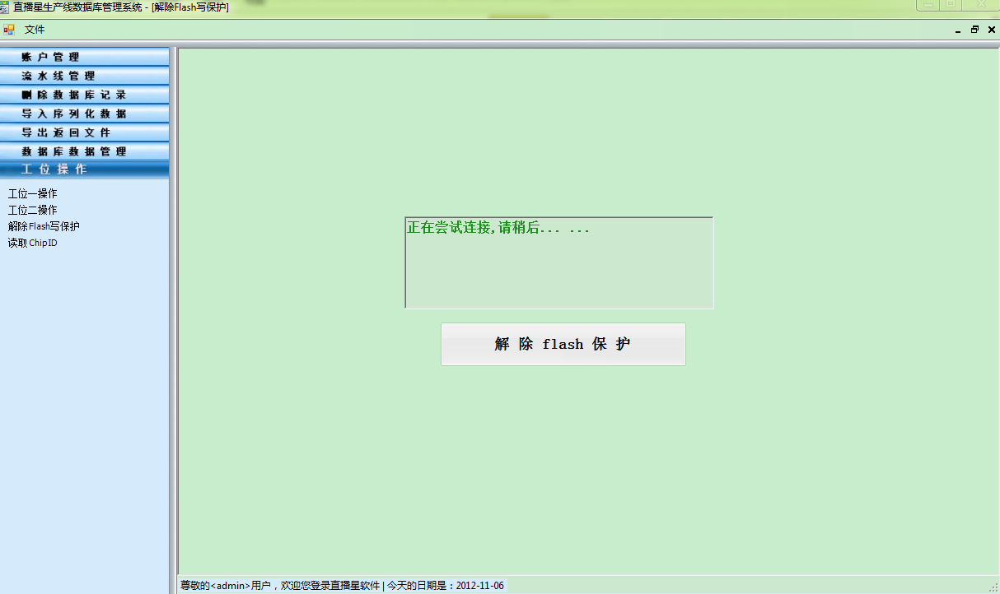 直播星生产线数据库管理系统 - [解除Flash写保护]
文件
账户管理
流水线管理
删除数据库记录
导入序列化数据
导出返回文件
数据库数据管理
工位操作
工位一操作
工位二操作
解除Flash写保护
读取ChipID
正在尝试连接,请稍后... ...
解 除 flash 保 护
尊敬的<admin>用户，欢迎您登录直播星软件 | 今天的日期是：2012-11-06